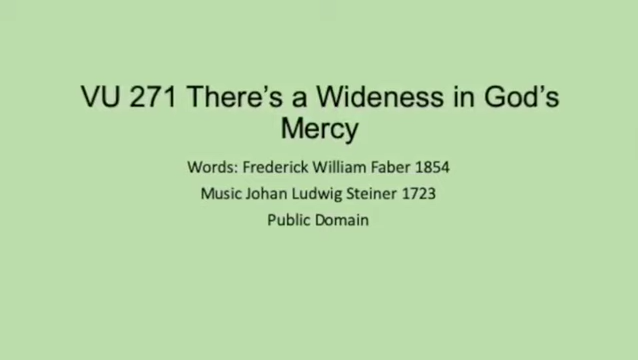 VU 271 There’s a Wideness in God’s
Mercy
Words: Frederick William Faber 1854
Music Johan Ludwig Steiner 1723
Public Domain